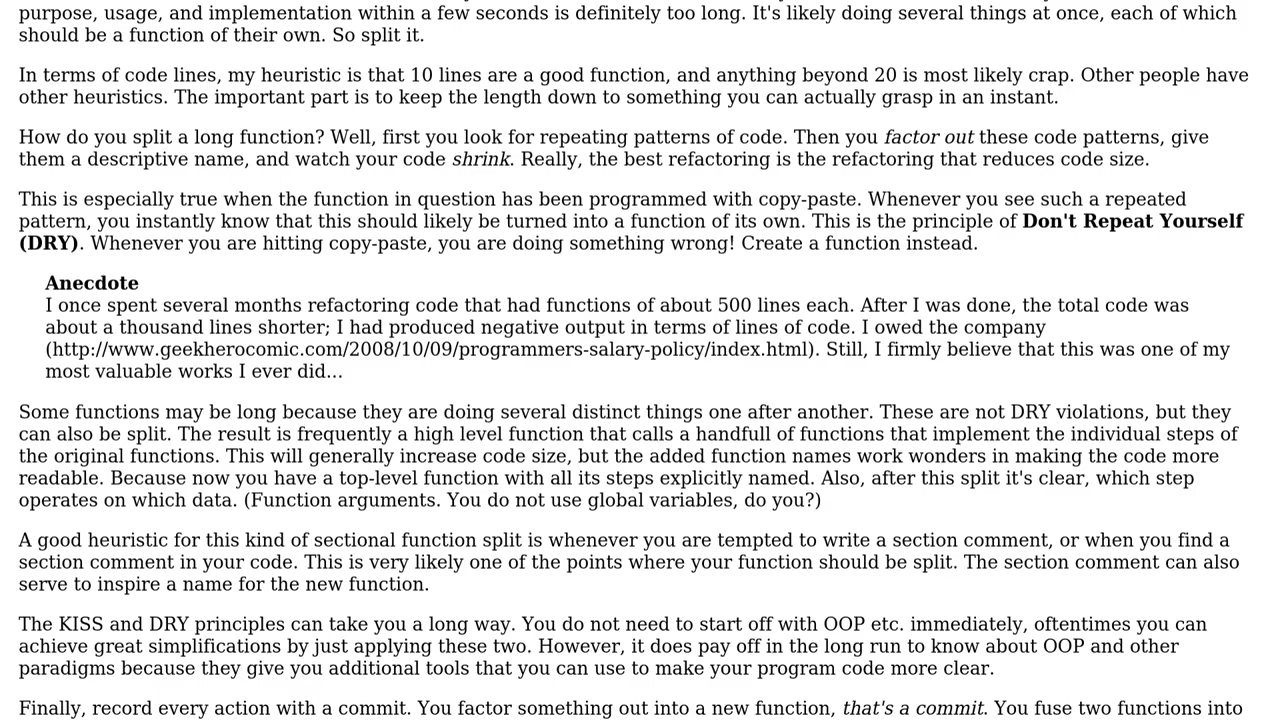 purpose, usage, and implementation within a few seconds is definitely too long. It's likely doing several things at once, each of which
should be a function of their own. So split it.
In terms of code lines, my heuristic is that 10 lines are a good function, and anything beyond 20 is most likely crap. Other people have
other heuristics. The important part is to keep the length down to something you can actually grasp in an instant.
How do you split a long function? Well, first you look for repeating patterns of code. Then you factor out these code patterns, give
them a descriptive name, and watch your code shrink. Really, the best refactoring is the refactoring that reduces code size.
This is especially true when the function in question has been programmed with copy-paste. Whenever you see such a repeated
pattern, you instantly know that this should likely be turned into a function of its own. This is the principle of Don't Repeat Yourself
(DRY). Whenever you are hitting copy-paste, you are doing something wrong! Create a function instead.
Anecdote
I once spent several months refactoring code that had functions of about 500 lines each. After I was done, the total code was
about a thousand lines shorter; I had produced negative output in terms of lines of code. I owed the company
(http://www.geekherocomic.com/2008/10/09/programmers-salary-policy/index.html). Still, I firmly believe that this was one of my
most valuable works I ever did...
Some functions may be long because they are doing several distinct things one after another. These are not DRY violations, but they
can also be split. The result is frequently a high level function that calls a handfull of functions that implement the individual steps of
the original functions. This will generally increase code size, but the added function names work wonders in making the code more
readable. Because now you have a top-level function with all its steps explicitly named. Also, after this split it's clear, which step
operates on which data. (Function arguments. You do not use global variables, do you?)
A good heuristic for this kind of sectional function split is whenever you are tempted to write a section comment, or when you find a
section comment in your code. This is very likely one of the points where your function should be split. The section comment can also
serve to inspire a name for the new function.
The KISS and DRY principles can take you a long way. You do not need to start off with OOP etc. immediately, oftentimes you can
achieve great simplifications by just applying these two. However, it does pay off in the long run to know about OOP and other
paradigms because they give you additional tools that you can use to make your program code more clear.
Finally, record every action with a commit. You factor something out into a new function, that's a commit. You fuse two functions into